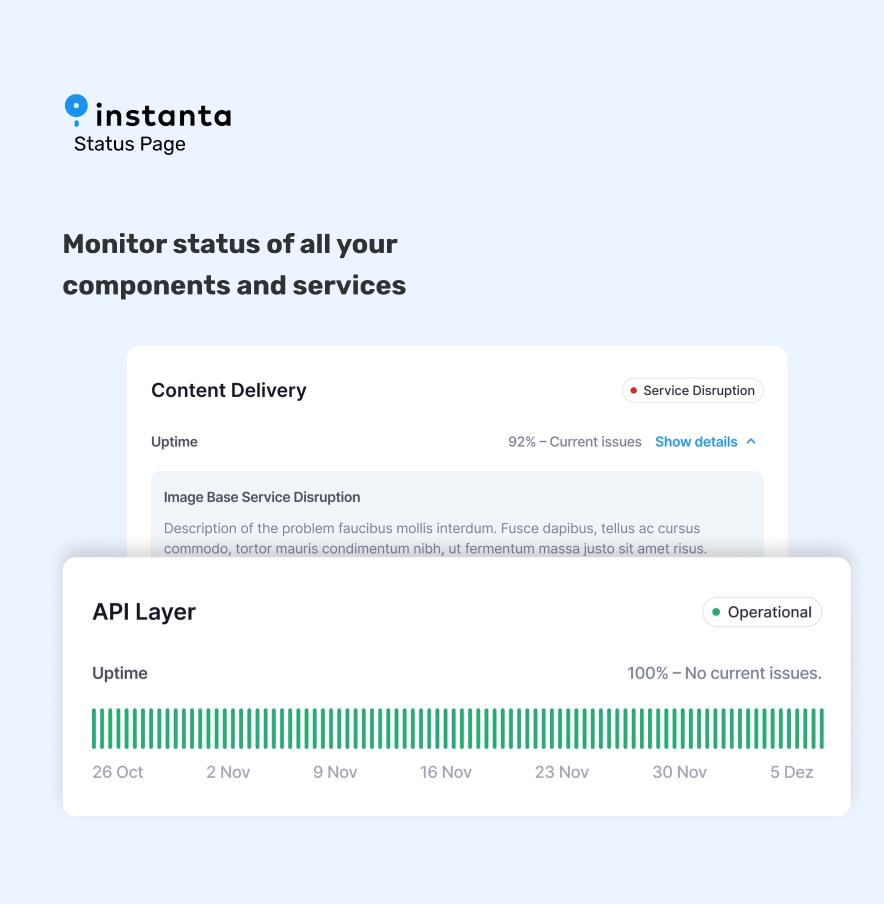 instanta
Status Page
Monitor status of all your
components and services
Content Delivery
Service Disruption
Uptime
92% – Current issues
Show details
Image Base Service Disruption
Description of the problem faucibus mollis interdum. Fusce dapibus, tellus ac cursus
commodo, tortor mauris condimentum nibh, ut fermentum massa justo sit amet risus.
API Layer
Operational
Uptime
100% – No current issues.
26 Oct 2 Nov 9 Nov 16 Nov 23 Nov 30 Nov 5 Dez